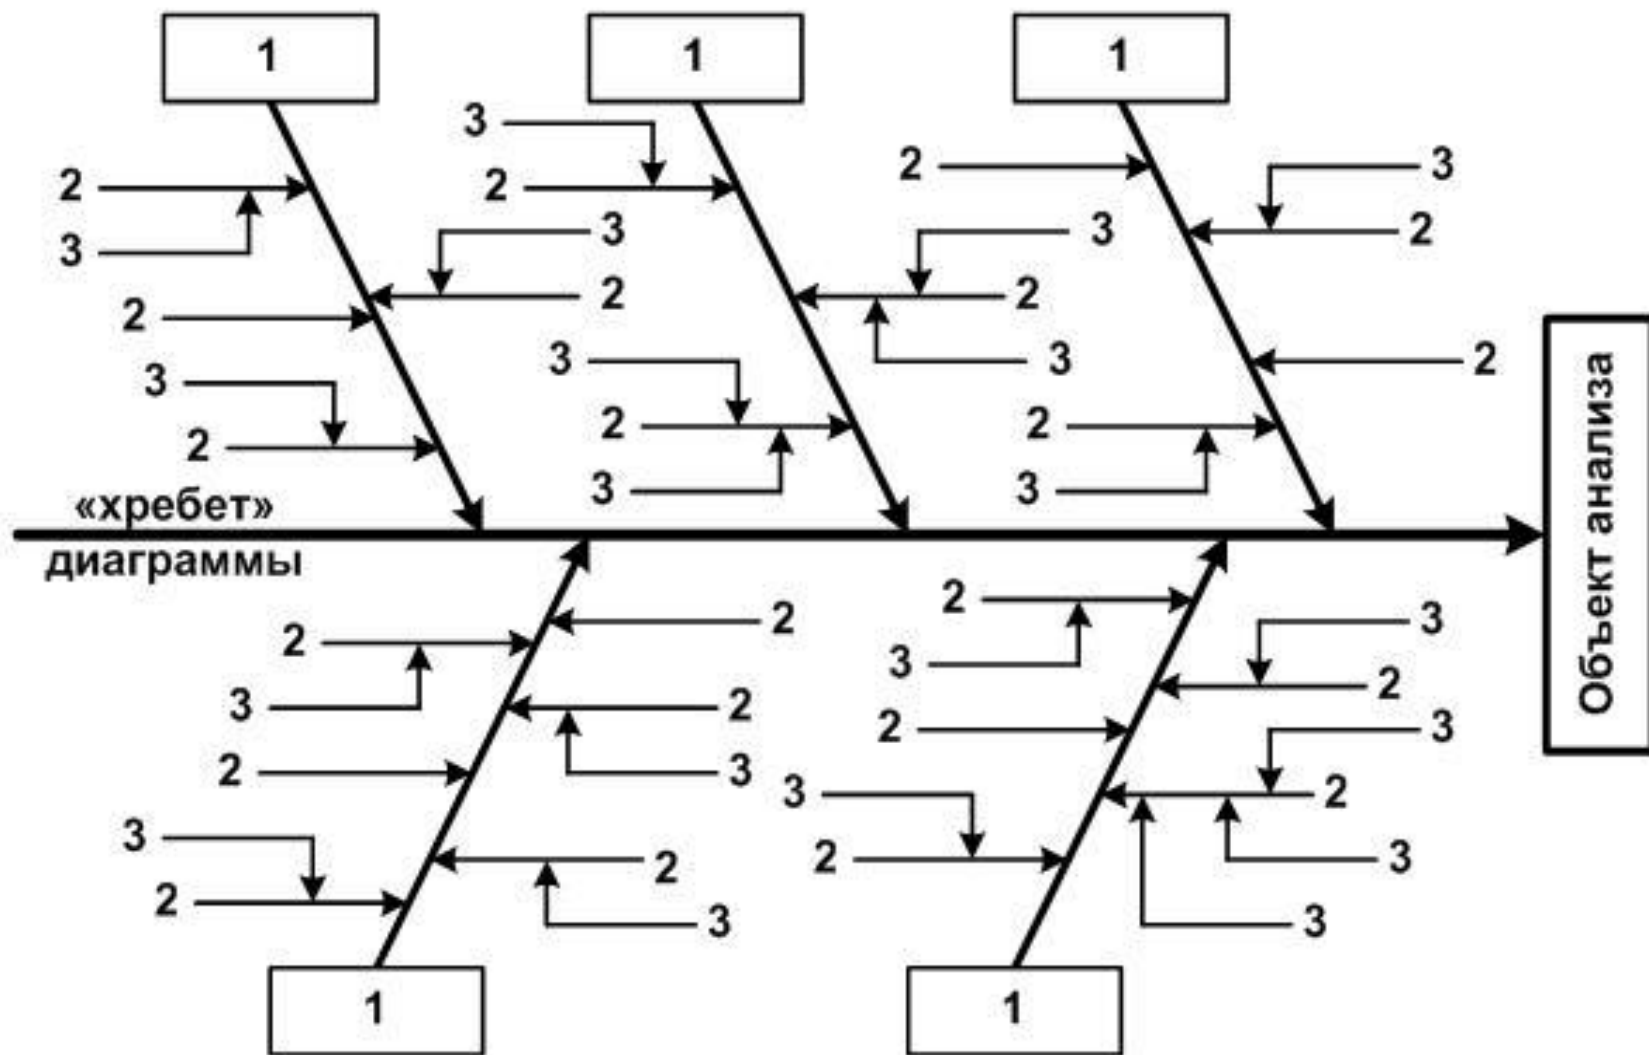 1 1 1
3
2 2 2 3
3 3 3 2
2 2 2
3 3 3 2
2 2 2
3 3
«хребет»
диаграммы
Объект анализа
2 2 2 3
3 3 2
2 2 3
2 3 3 2
3 2 2 3
2 3 3
1 1